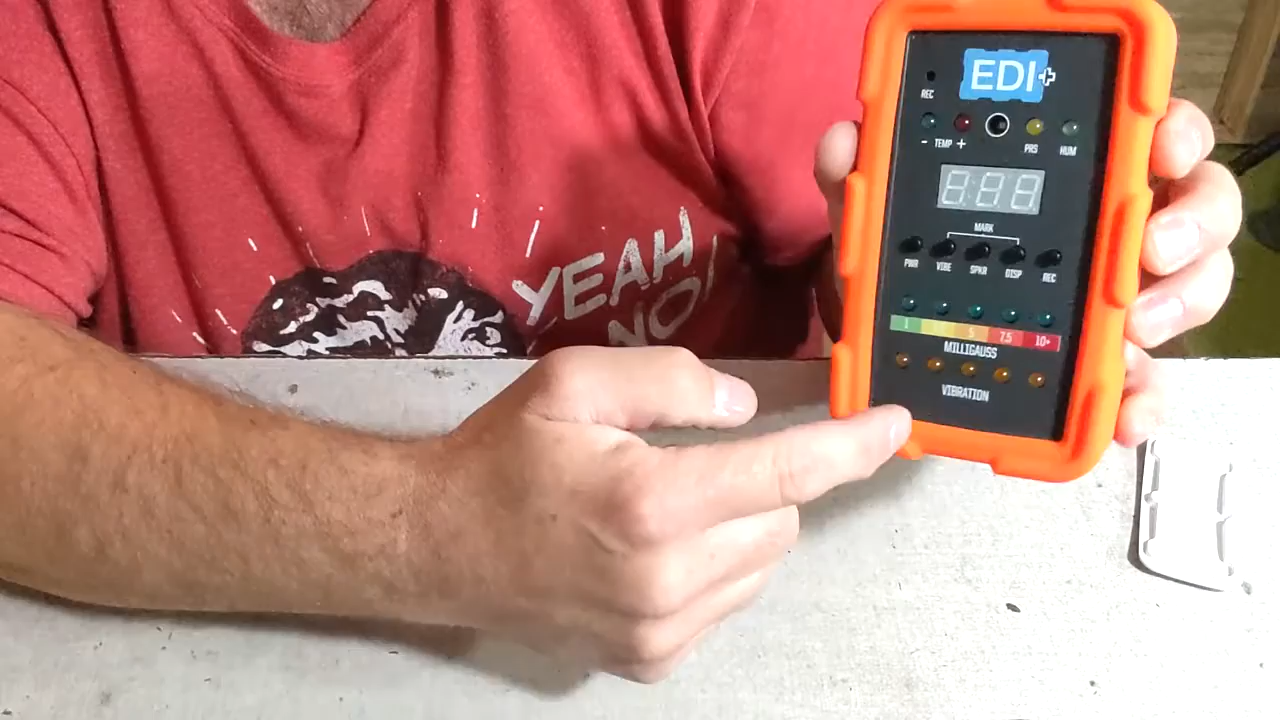 EDI+
REC
- TEMP + PRS HUM
MARK
PWR VIBE SPKR DISP REC
1 5 7.5 10+
MILLIGAUSS
VIBRATION
YEAH
NO!